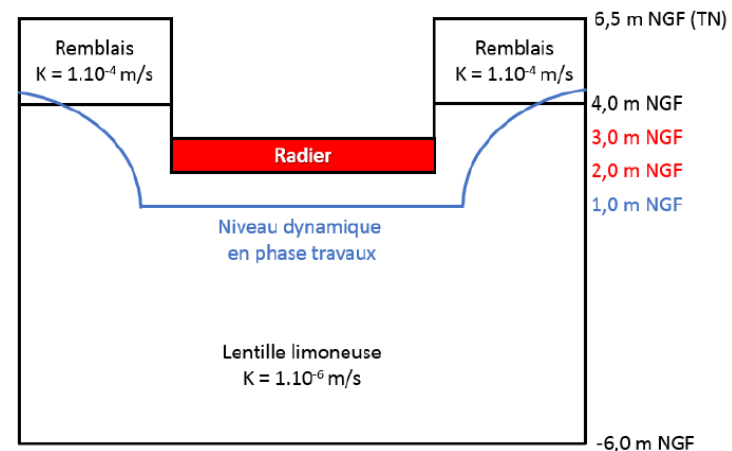 6,5 m NGF (TN)
Remblais
K = 1.10⁻⁴ m/s
Remblais
K = 1.10⁻⁴ m/s
4,0 m NGF
3,0 m NGF
Radier
2,0 m NGF
1,0 m NGF
Niveau dynamique
en phase travaux
Lentille limoneuse
K = 1.10⁻⁶ m/s
-6,0 m NGF